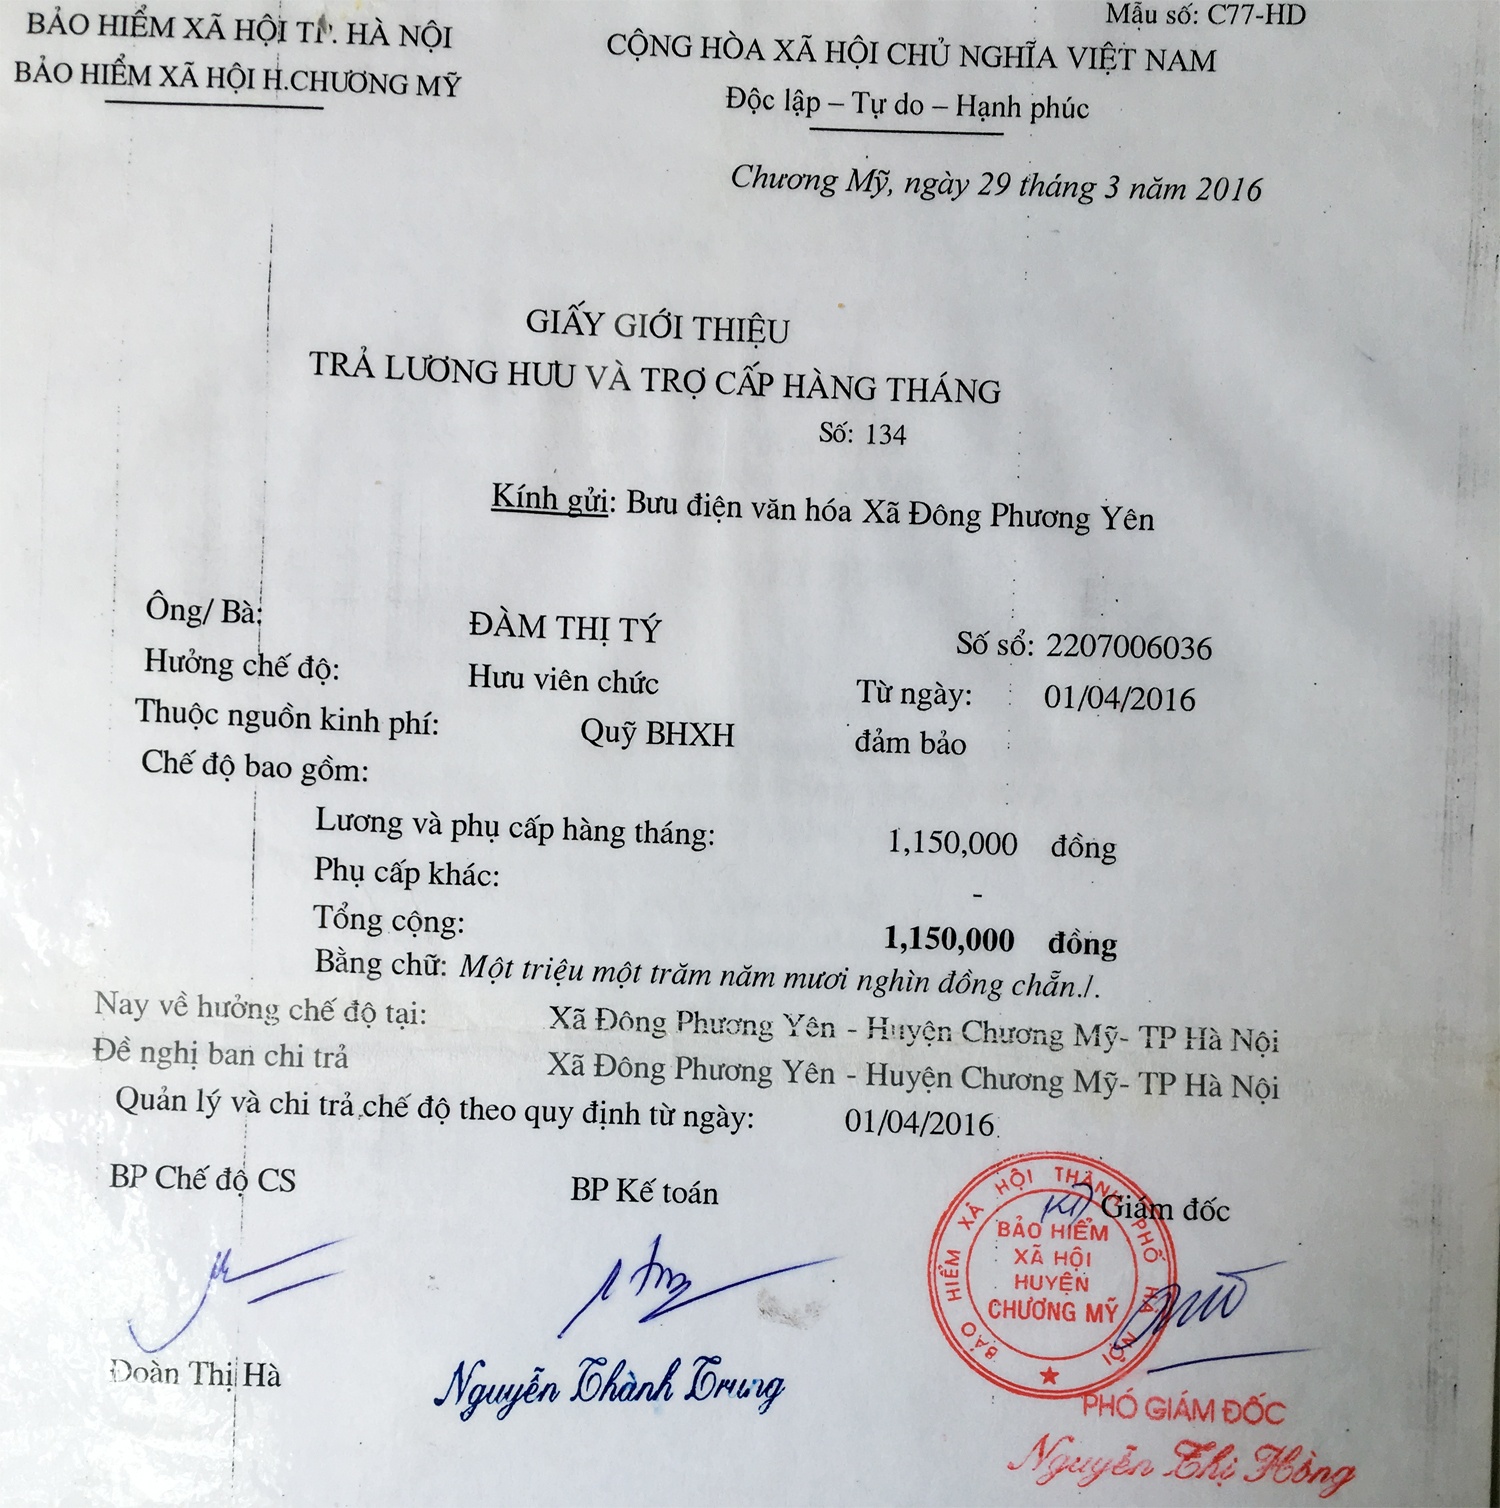 Mẫu số: C77-HD
BẢO HIỂM XÃ HỘI TP. HÀ NỘI
BẢO HIỂM XÃ HỘI H.CHƯƠNG MỸ
CỘNG HÒA XÃ HỘI CHỦ NGHĨA VIỆT NAM
Độc lập – Tự do – Hạnh phúc
Chương Mỹ, ngày 29 tháng 3 năm 2016
GIẤY GIỚI THIỆU
TRẢ LƯƠNG HƯU VÀ TRỢ CẤP HÀNG THÁNG
Số: 134
Kính gửi: Bưu điện văn hóa Xã Đông Phương Yên
Ông/ Bà: ĐÀM THỊ TÝ Số sổ: 2207006036
Hưởng chế độ: Hưu viên chức Từ ngày: 01/04/2016
Thuộc nguồn kinh phí: Quỹ BHXH đảm bảo
Chế độ bao gồm:
Lương và phụ cấp hàng tháng: 1,150,000 đồng
Phụ cấp khác: -
Tổng cộng: 1,150,000 đồng
Bằng chữ: Một triệu một trăm năm mươi nghìn đồng chẵn./.
Nay về hưởng chế độ tại: Xã Đông Phương Yên - Huyện Chương Mỹ- TP Hà Nội
Đề nghị ban chi trả Xã Đông Phương Yên - Huyện Chương Mỹ- TP Hà Nội
Quản lý và chi trả chế độ theo quy định từ ngày: 01/04/2016
BP Chế độ CS BP Kế toán KT Giám đốc
BẢO HIỂM XÃ HỘI THÀNH PHỐ HÀ NỘI
BẢO HIỂM
XÃ HỘI
HUYỆN
CHƯƠNG MỸ
Đoàn Thị Hà Nguyễn Thành Trung
PHÓ GIÁM ĐỐC
Nguyễn Thị Hồng